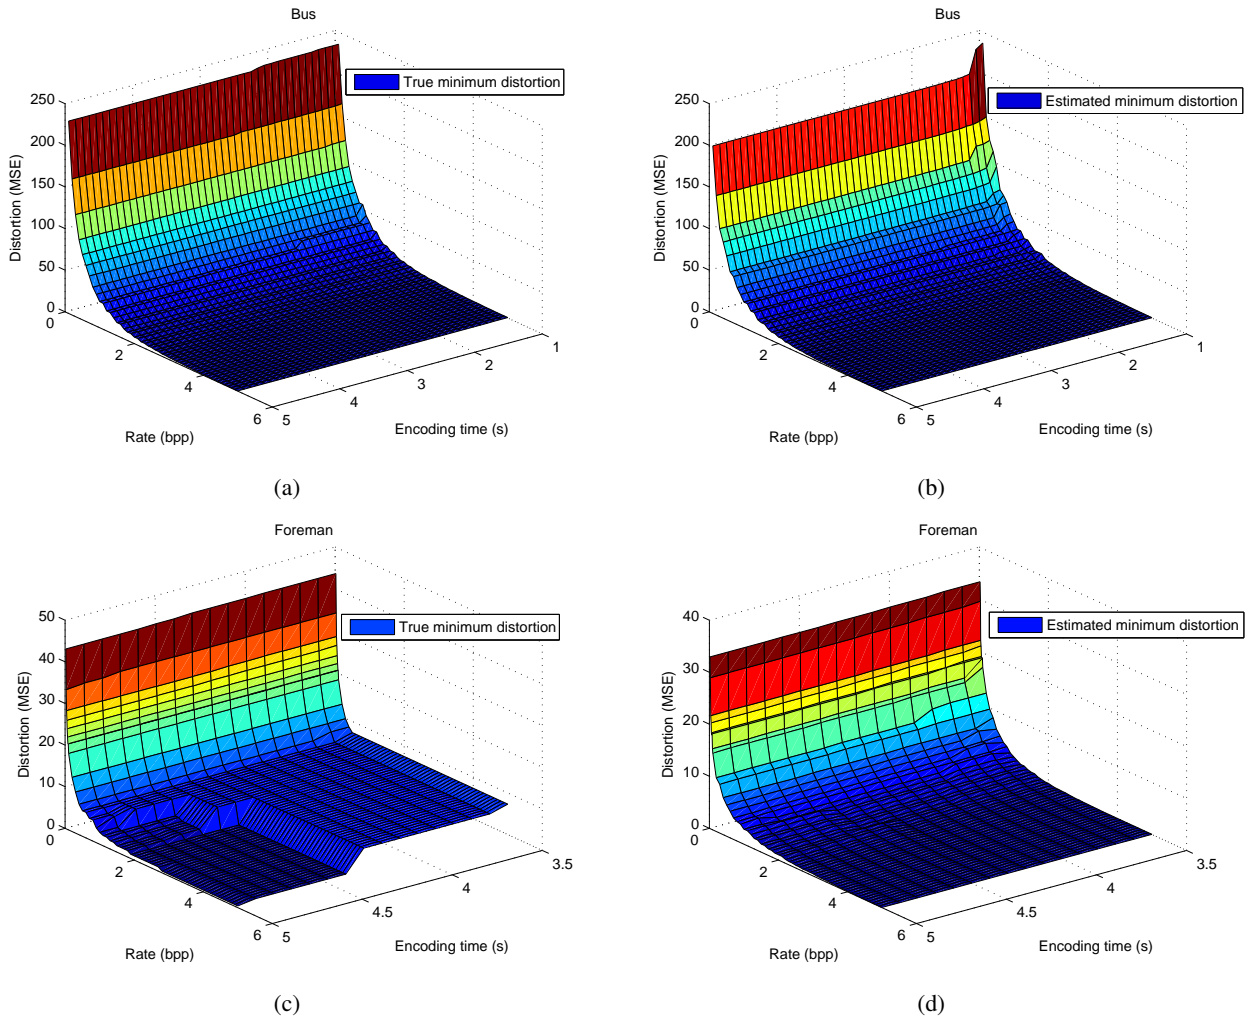 Bus
True minimum distortion
250
200
150
100
50
0
Distortion (MSE)
0
2
4
6
Rate (bpp)
5
4
3
2
1
Encoding time (s)
(a)
Bus
Estimated minimum distortion
250
200
150
100
50
0
Distortion (MSE)
0
2
4
6
Rate (bpp)
5
4
3
2
1
Encoding time (s)
(b)
Foreman
True minimum distortion
50
40
30
20
10
0
Distortion (MSE)
0
2
4
6
Rate (bpp)
5
4.5
4
3.5
Encoding time (s)
(c)
Foreman
Estimated minimum distortion
40
30
20
10
0
Distortion (MSE)
0
2
4
6
Rate (bpp)
5
4.5
4
3.5
Encoding time (s)
(d)